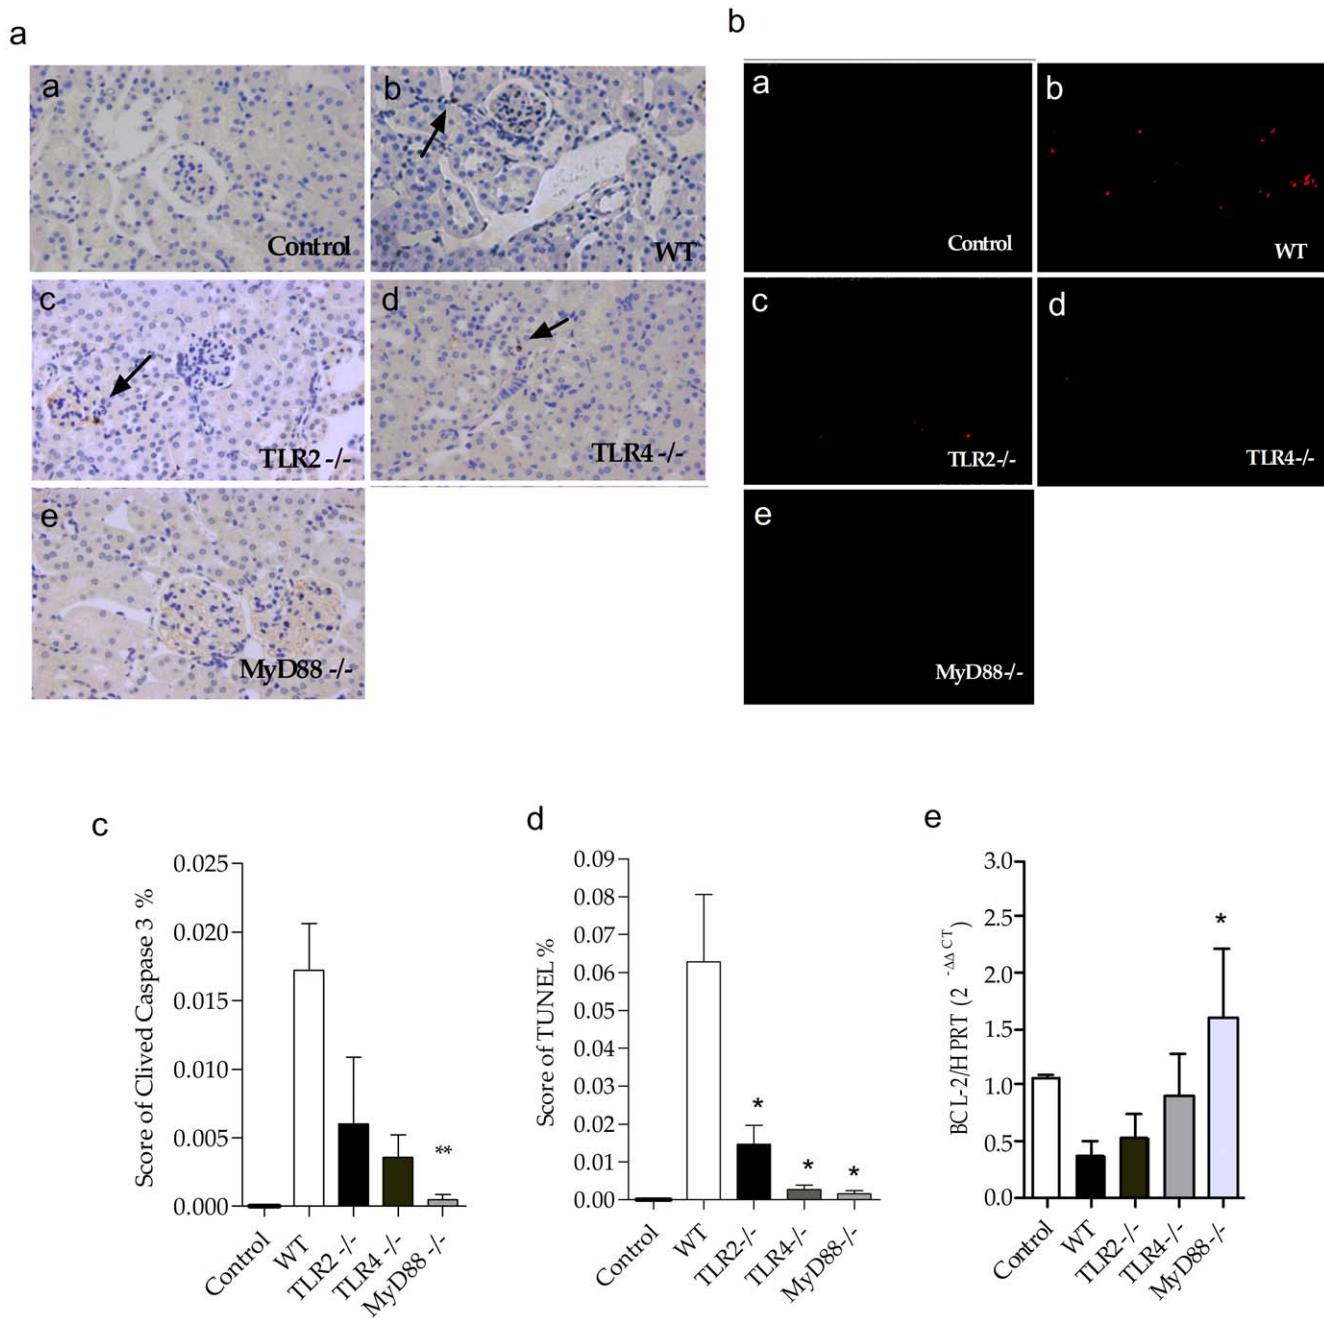 a
b
a
Control
b
WT
c
TLR2 -/-
d
TLR4 -/-
e
MyD88 -/-
a
Control
b
WT
c
TLR2-/-
d
TLR4-/-
e
MyD88-/-
c
Score of Clived Caspase 3 %
0.025
0.020
0.015
0.010
0.005
0.000
**
Control
WT
TLR2 -/-
TLR4 -/-
MyD88 -/-
d
Score of TUNEL %
0.09
0.08
0.07
0.06
0.05
0.04
0.03
0.02
0.01
0.00
*
*
*
Control
WT
TLR2-/-
TLR4-/-
MyD88-/-
e
BCL-2/HPRT (2 -ΔΔCT)
3.0
2.5
2.0
1.5
1.0
0.5
0.0
*
Control
WT
TLR2-/-
TLR4-/-
MyD88-/-